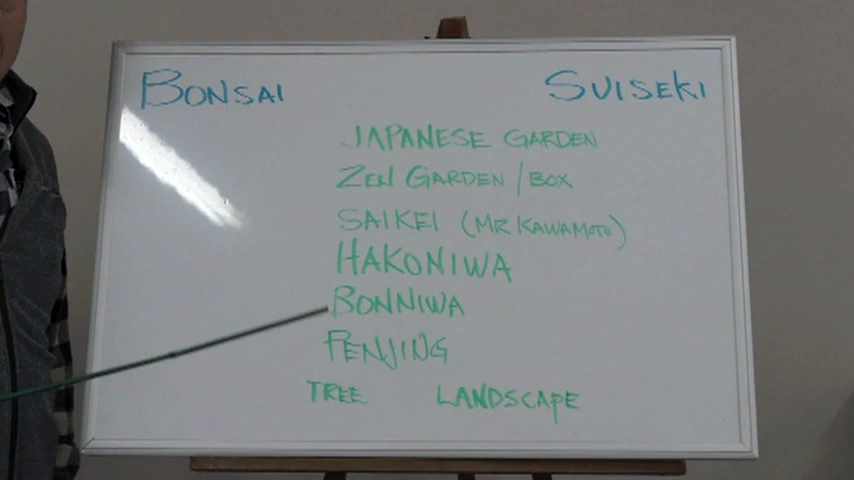 BONSAI SUISEKI
JAPANESE GARDEN
ZEN GARDEN / BOX
SAIKEI (MR KAWAMOTO)
HAKONIWA
BONNIWA
PENJING
TREE LANDSCAPE